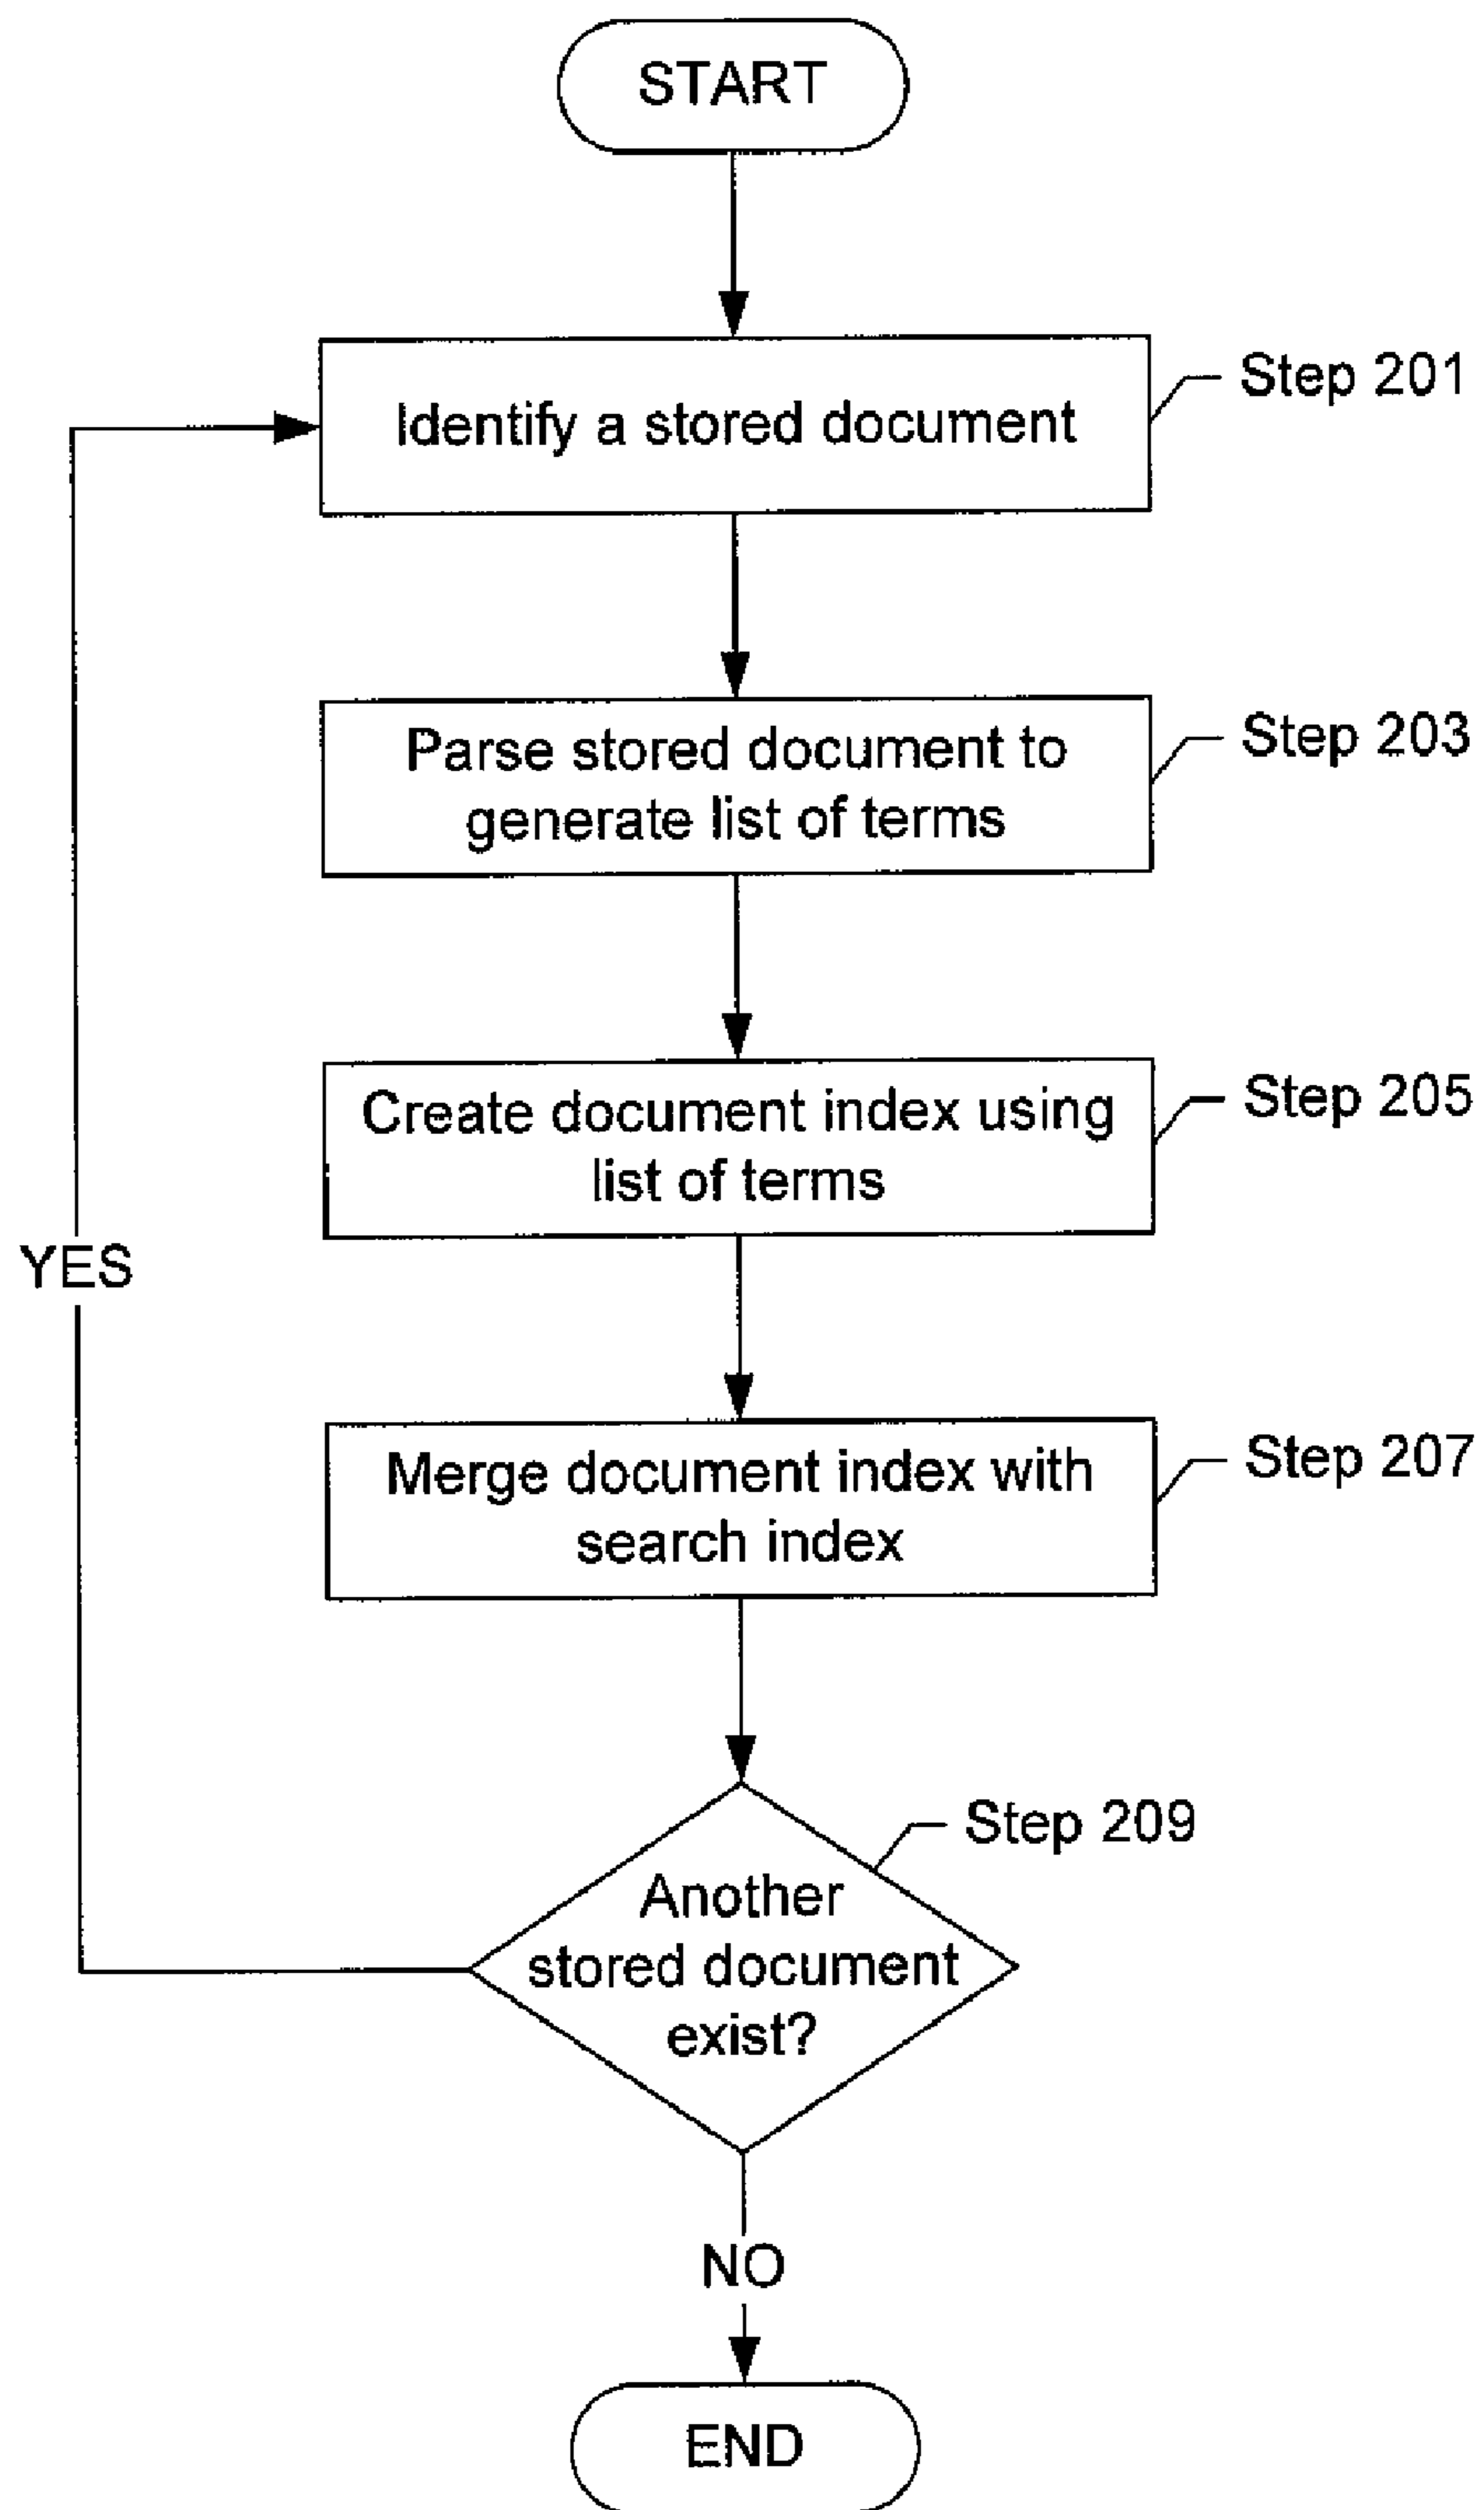 START
Identify a stored document
Step 201
Parse stored document to
generate list of terms
Step 203
Create document index using
list of terms
Step 205
YES
Merge document index with
search index
Step 207
Step 209
Another
stored document
exist?
NO
END